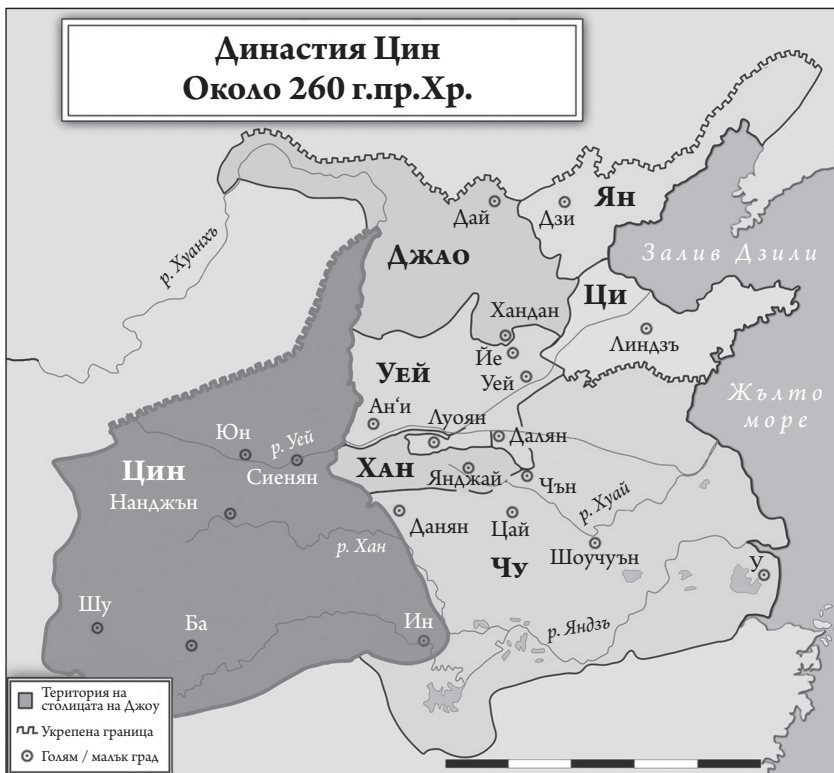 Династия Цин
Около 260 г.пр.Хр.
Ян
Дай
Дзи
Джао
р. Хуанхъ
Залив Дзили
Ци
Хандан
Линдзъ
Йе
Уей
Уей
Жълто
море
Ан‘и
Луоян
Далян
Юн
р. Уей
Цин
Сиенян
Хан
Янджай
Чън
Нанджън
р. Хуай
Данян
Цай
р. Хан
Шоучуън
Чу
У
Шу
Ба
Ин
р. Яндзъ
Територия на
столицата на Джоу
Укрепена граница
Голям / малък град